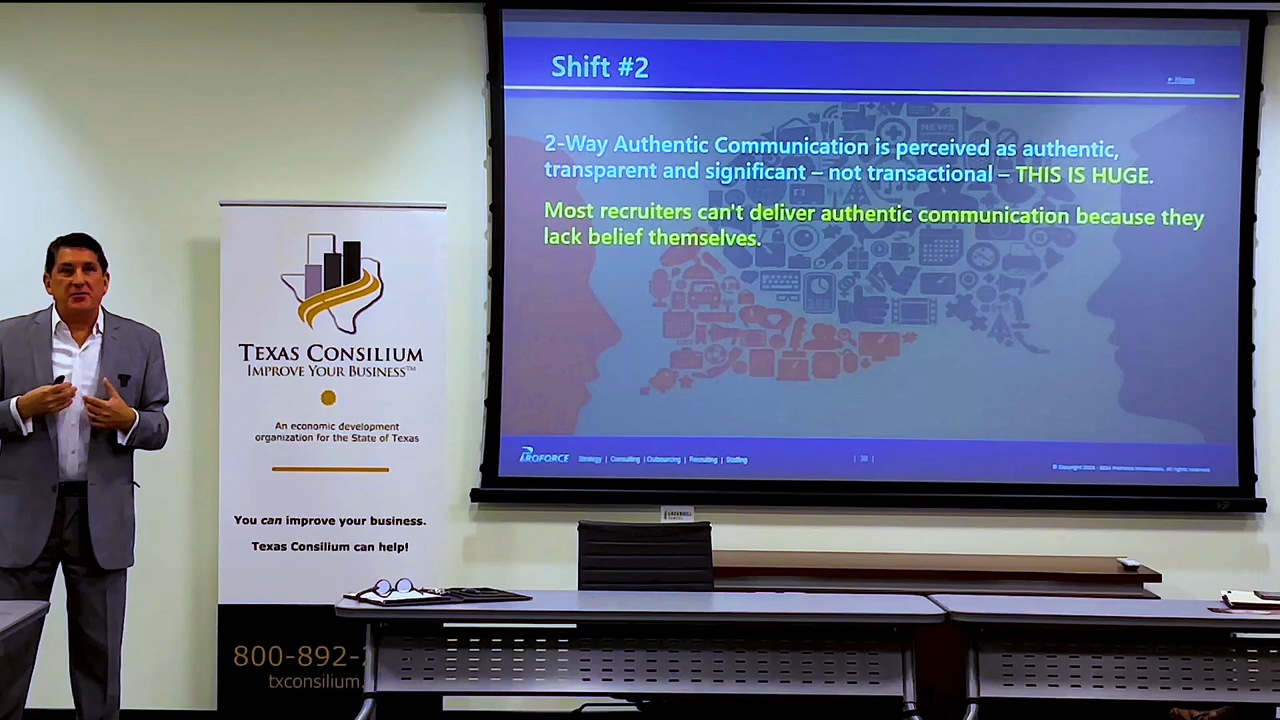 Shift #2
Home
NEWS
2-Way Authentic Communication is perceived as authentic,
transparent and significant – not transactional – THIS IS HUGE.
Most recruiters can't deliver authentic communication because they
lack belief themselves.
PROFORCE
Strategy | Consulting | Outsourcing | Recruiting | Staffing
TEXAS CONSILIUM
IMPROVE YOUR BUSINESS™
An economic development
organization for the State of Texas
You can improve your business.
Texas Consilium can help!
800-892-
txconsilium.